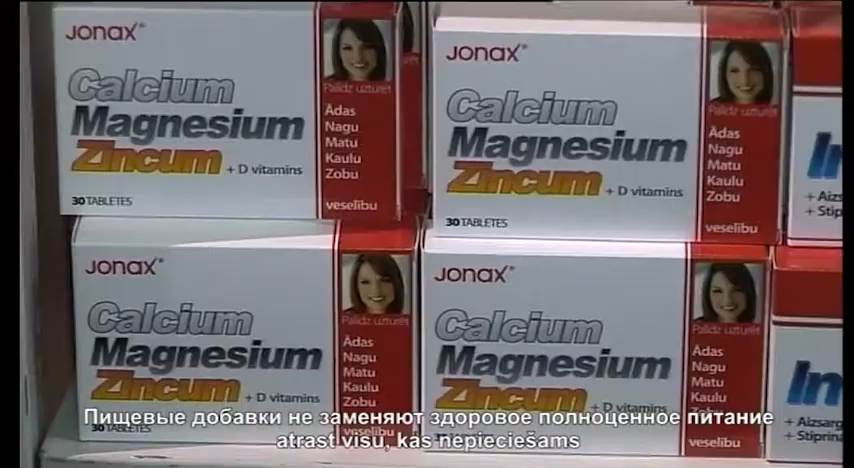 JONAX®
Calcium
Magnesium
Zincum + D vitamins
30 TABLETES
Palīdz uzturēt
Ādas
Nagu
Matu
Kaulu
Zobu
veselību
JONAX®
Calcium
Magnesium
Zincum + D vitamins
30 TABLETES
Palīdz uzturēt
Ādas
Nagu
Matu
Kaulu
Zobu
veselību
JONAX®
Calcium
Magnesium
Zincum + D vitamins
30 TABLETES
Palīdz uzturēt
Ādas
Nagu
Matu
Kaulu
Zobu
veselību
JONAX®
Calcium
Magnesium
Zincum + D vitamins
Palīdz uzturēt
Ādas
Nagu
Matu
Kaulu
Zobu
veselību
Пищевые добавки не заменяют здоровое полноценное питание
atrast visu, kas nepieciešams